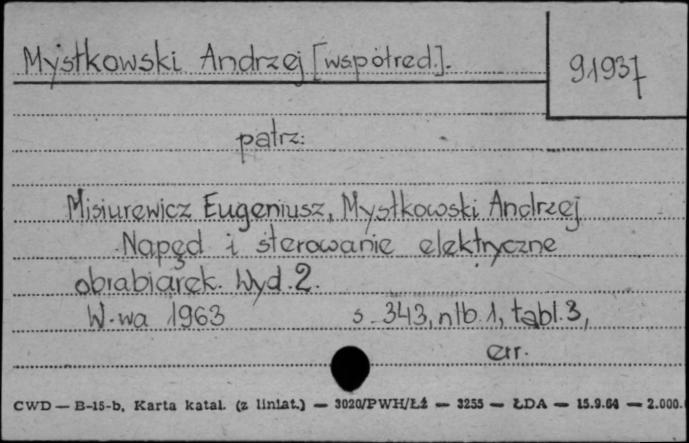 Mystkowski Andrzej [współred.].
91937
patrz:
Misiurewicz Eugeniusz, Mystkowski Andrzej
Napęd i sterowanie elektryczne
obrabiarek. Wyd. 2.
W-wa 1963 s. 343, nlb. 1, tabl. 3,
err.
CWD — B-15-b, Karta katal. (z liniat.) — 3020/PWH/Łź — 3255 — ŁDA — 15.9.64 — 2.000.